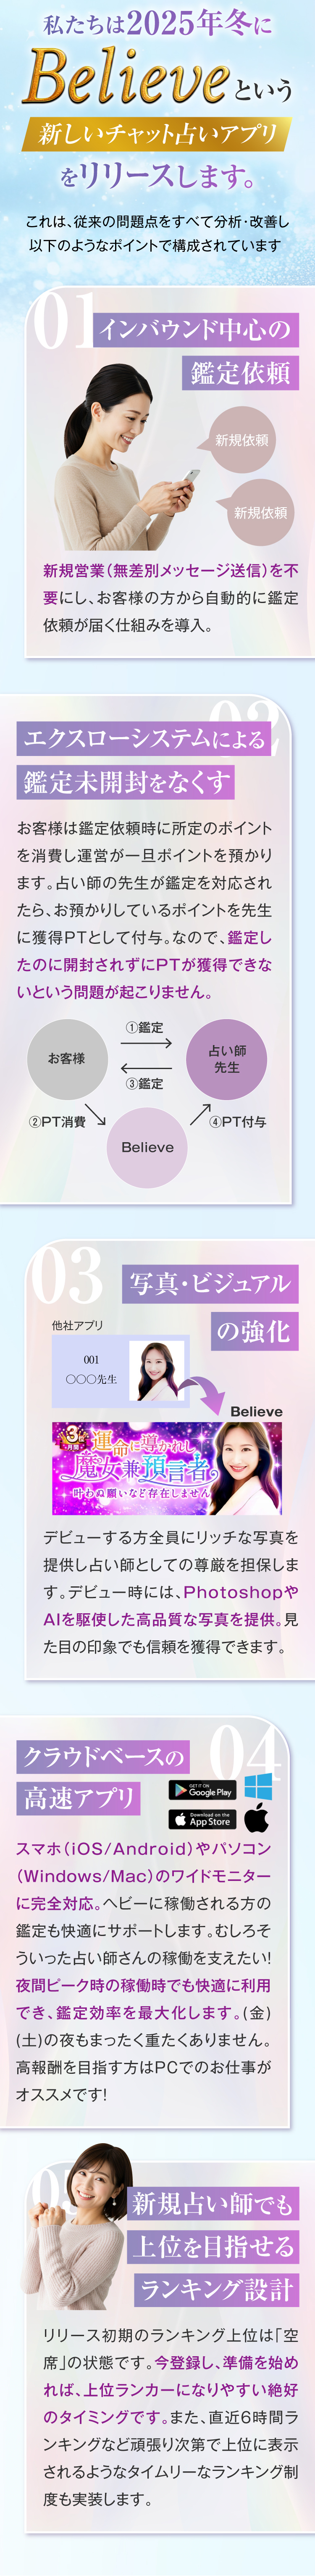 私たちは2025年冬に
Believeという
新しいチャット占いアプリ
をリリースします。
これは、従来の問題点をすべて分析・改善し
以下のようなポイントで構成されています
01
インバウンド中心の
鑑定依頼
新規依頼
新規依頼
新規営業（無差別メッセージ送信）を不
要にし、お客様の方から自動的に鑑定
依頼が届く仕組みを導入。
02
エクスローシステムによる
鑑定未開封をなくす
お客様は鑑定依頼時に所定のポイント
を消費し運営が一旦ポイントを預かり
ます。占い師の先生が鑑定を対応され
たら、お預かりしているポイントを先生
に獲得PTとして付与。なので、鑑定し
たのに開封されずにPTが獲得できな
いという問題が起こりません。
①鑑定
お客様
占い師
先生
③鑑定
②PT消費
④PT付与
Believe
03
写真・ビジュアル
の強化
他社アプリ
001
〇〇〇先生
Believe
運命に導かれし
魔女兼預言者
叶わぬ願いなど存在しません
デビューする方全員にリッチな写真を
提供し占い師としての尊厳を担保しま
す。デビュー時には、Photoshopや
AIを駆使した高品質な写真を提供。見
た目の印象でも信頼を獲得できます。
04
クラウドベースの
高速アプリ
GET IT ON
Google Play
Download on the
App Store
スマホ（iOS/Android）やパソコン
（Windows/Mac）のワイドモニター
に完全対応。ヘビーに稼働される方の
鑑定も快適にサポートします。むしろそ
ういった占い師さんの稼働を支えたい!
夜間ピーク時の稼働時でも快適に利用
でき、鑑定効率を最大化します。(金)
(土)の夜もまったく重たくありません。
高報酬を目指す方はPCでのお仕事が
オススメです!
新規占い師でも
上位を目指せる
ランキング設計
リリース初期のランキング上位は「空
席」の状態です。今登録し、準備を始め
れば、上位ランカーになりやすい絶好
のタイミングです。また、直近6時間ラ
ンキングなど頑張り次第で上位に表示
されるようなタイムリーなランキング制
度も実装します。